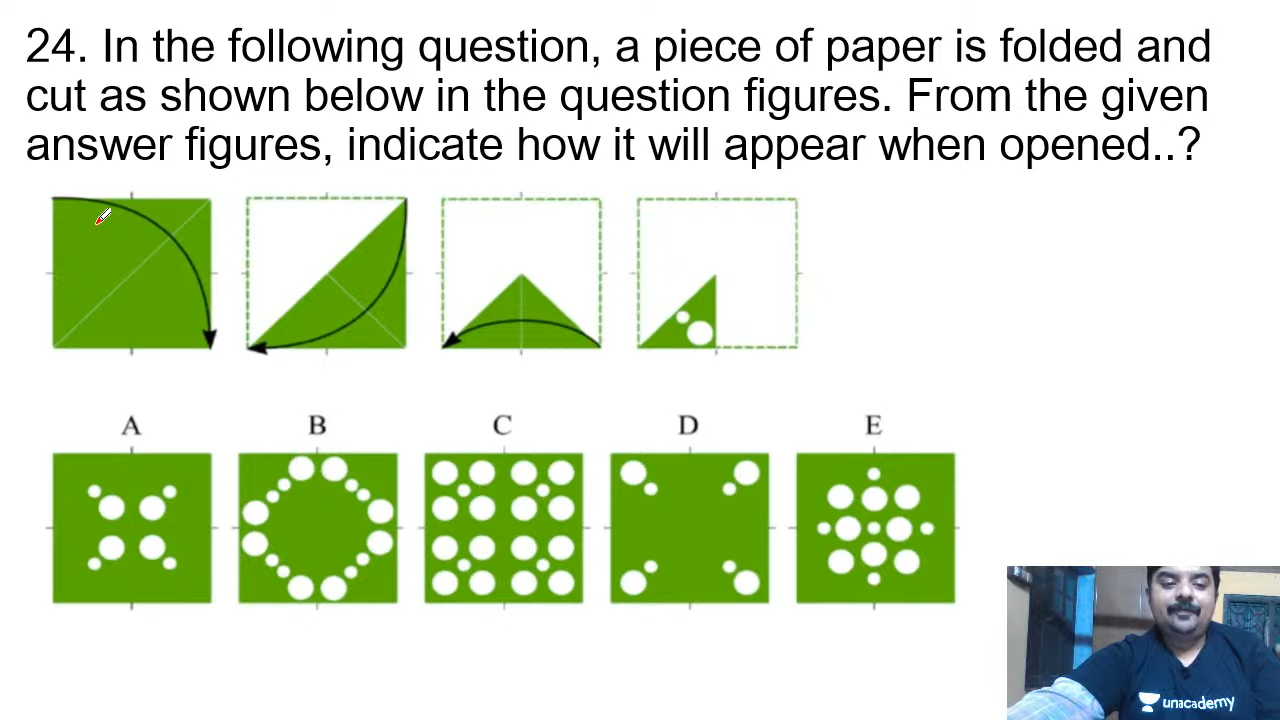 24. In the following question, a piece of paper is folded and
cut as shown below in the question figures. From the given
answer figures, indicate how it will appear when opened..?
A B C D E
unacademy